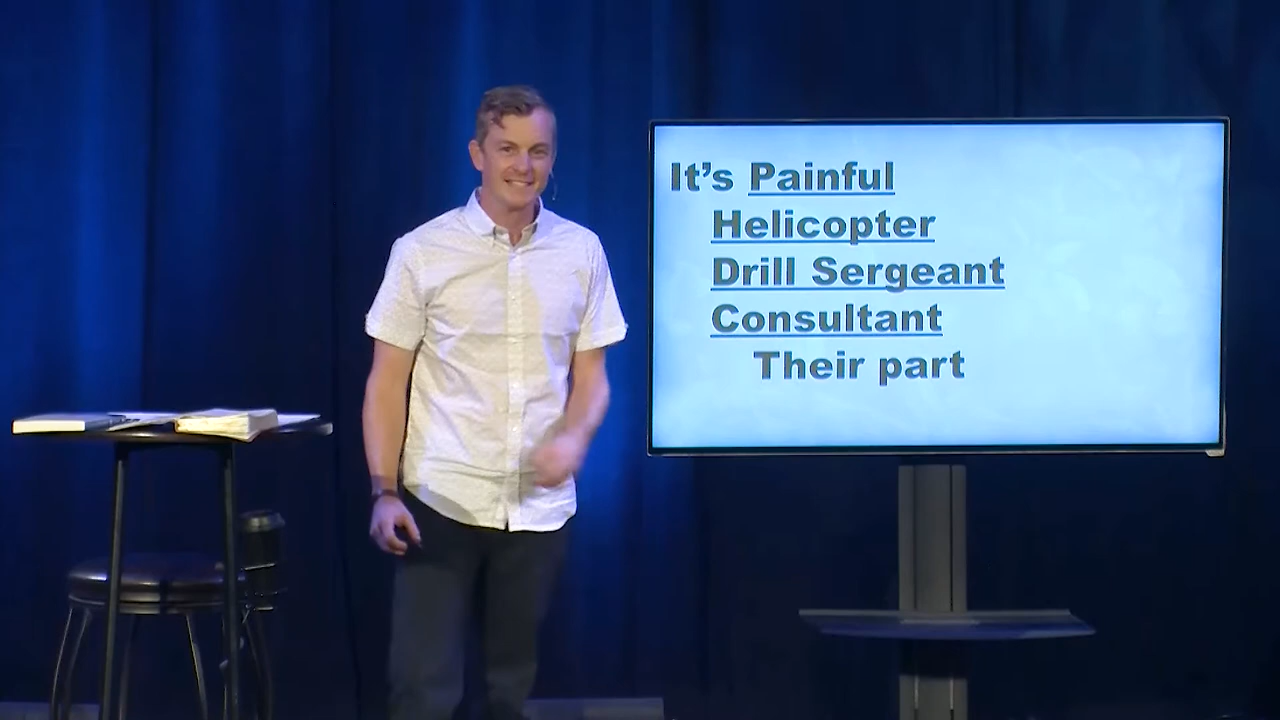 It’s Painful
Helicopter
Drill Sergeant
Consultant
Their part